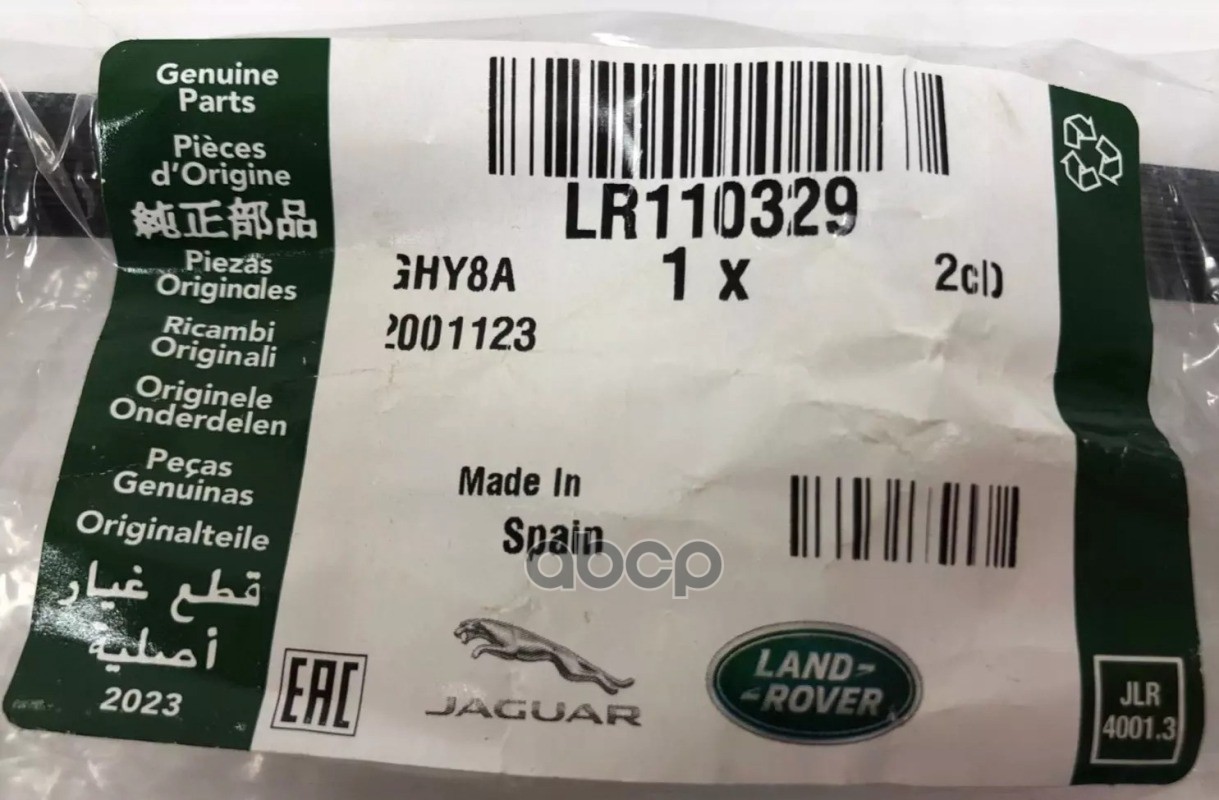 Genuine
Parts
Pièces
d'Origine
純正部品
Piezas
Originales
Ricambi
Originali
Originele
Onderdelen
Peças
Genuinas
Originalteile
قطع غيار
أصلية
2023
LR110329
GHY8A
1 x
2001123
Made In
Spain
abcp
EAC
JAGUAR
LAND-
-ROVER
JLR
4001.3